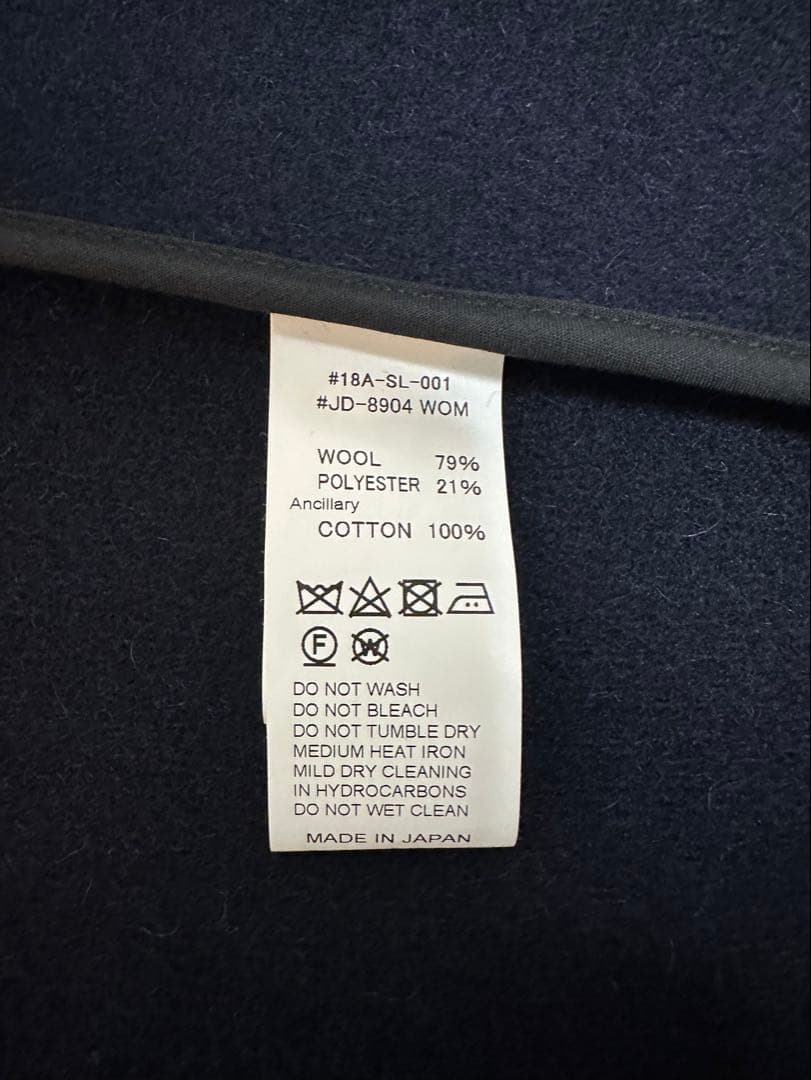 #18A-SL-001
#JD-8904 WOM
WOOL 79%
POLYESTER 21%
Ancillary
COTTON 100%
F W
DO NOT WASH
DO NOT BLEACH
DO NOT TUMBLE DRY
MEDIUM HEAT IRON
MILD DRY CLEANING
IN HYDROCARBONS
DO NOT WET CLEAN
MADE IN JAPAN